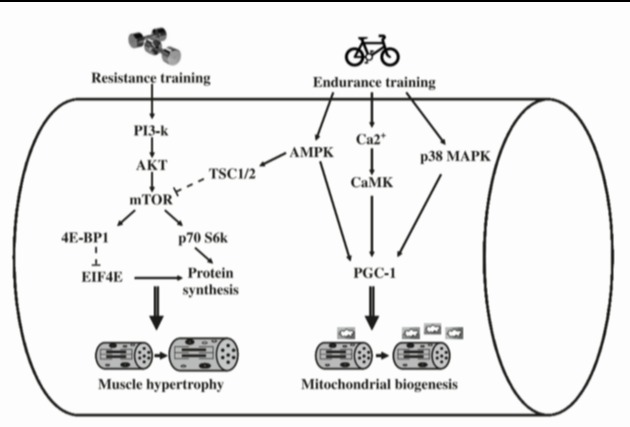 Resistance training
Endurance training
PI3-k
Ca2+
AMPK
p38 MAPK
AKT
TSC1/2
CaMK
mTOR
4E-BP1
p70 S6k
EIF4E
Protein
synthesis
PGC-1
Muscle hypertrophy
Mitochondrial biogenesis